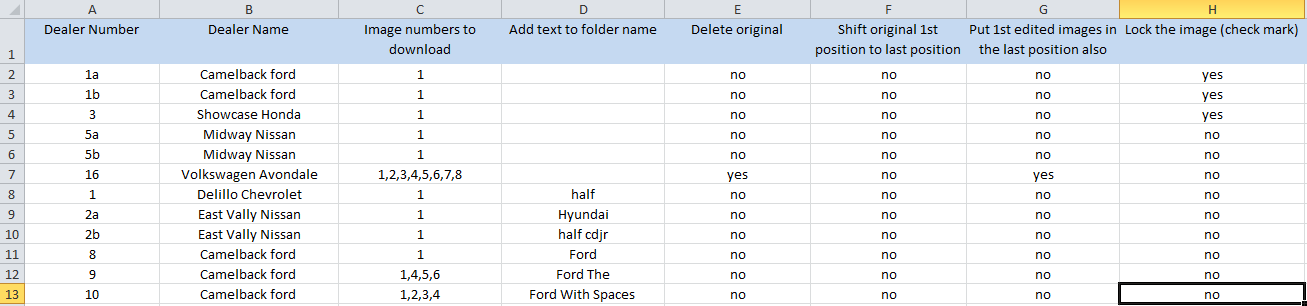 A B C D E F G H
1 Dealer Number Dealer Name Image numbers to download Add text to folder name Delete original Shift original 1st position to last position Put 1st edited images in the last position also Lock the image (check mark)
2 1a Camelback ford 1 no no no yes
3 1b Camelback ford 1 no no no yes
4 3 Showcase Honda 1 no no no yes
5 5a Midway Nissan 1 no no no no
6 5b Midway Nissan 1 no no no no
7 16 Volkswagen Avondale 1,2,3,4,5,6,7,8 yes no yes no
8 1 Delillo Chevrolet 1 half no no no no
9 2a East Vally Nissan 1 Hyundai no no no no
10 2b East Vally Nissan 1 half cdjr no no no no
11 8 Camelback ford 1 Ford no no no no
12 9 Camelback ford 1,4,5,6 Ford The no no no no
13 10 Camelback ford 1,2,3,4 Ford With Spaces no no no no